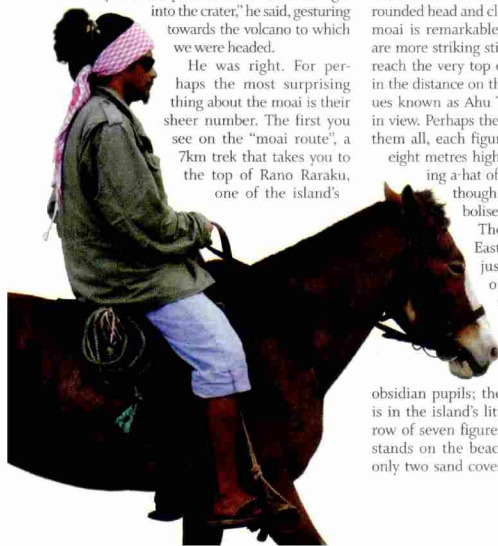 into the crater," he said, gesturing
towards the volcano to which
we were headed.
He was right. For per-
haps the most surprising
thing about the moai is their
sheer number. The first you
see on the "moai route", a
7km trek that takes you to
the top of Rano Raraku,
one of the island's
rounded head and cl
moai is remarkable
are more striking sti
reach the very top o
in the distance on th
ues known as Ahu
in view. Perhaps the
them all, each figur
eight metres high
ing a hat of
though
bolise
The
East
jus
o
obsidian pupils; the
is in the island's lit
row of seven figure
stands on the beac
only two sand cove